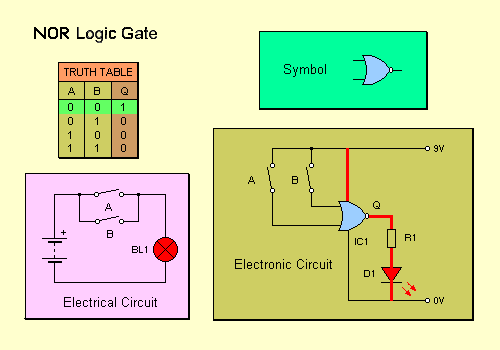 NOR Logic Gate
Symbol
TRUTH TABLE
A B Q
0 0 1
0 1 0
1 0 0
1 1 0
A
B
+
BL1
Electrical Circuit
9V
A
B
Q
IC1
R1
D1
Electronic Circuit
0V